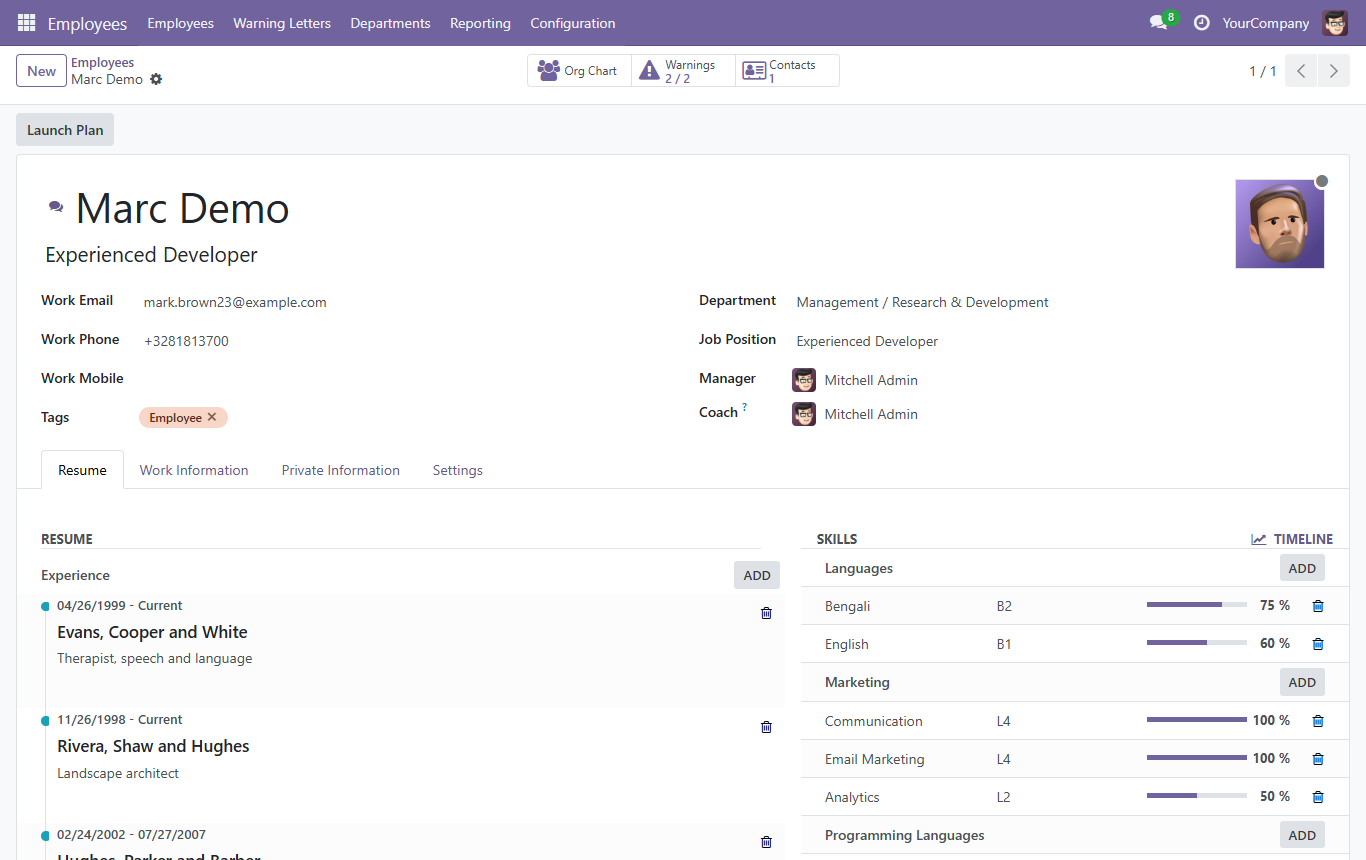 Employees Employees Warning Letters Departments Reporting Configuration 8 YourCompany
New Employees Org Chart Warnings Contacts 1 / 1
Marc Demo 2 / 2 1
Launch Plan
Marc Demo
Experienced Developer
Work Email mark.brown23@example.com Department Management / Research & Development
Work Phone +3281813700 Job Position Experienced Developer
Work Mobile Manager Mitchell Admin
Tags Employee Coach ? Mitchell Admin
Resume Work Information Private Information Settings
RESUME
Experience ADD
04/26/1999 - Current
Evans, Cooper and White
Therapist, speech and language
11/26/1998 - Current
Rivera, Shaw and Hughes
Landscape architect
02/24/2002 - 07/27/2007
Hughes, Parker and Barber
SKILLS TIMELINE
Languages ADD
Bengali B2 75 %
English B1 60 %
Marketing ADD
Communication L4 100 %
Email Marketing L4 100 %
Analytics L2 50 %
Programming Languages ADD